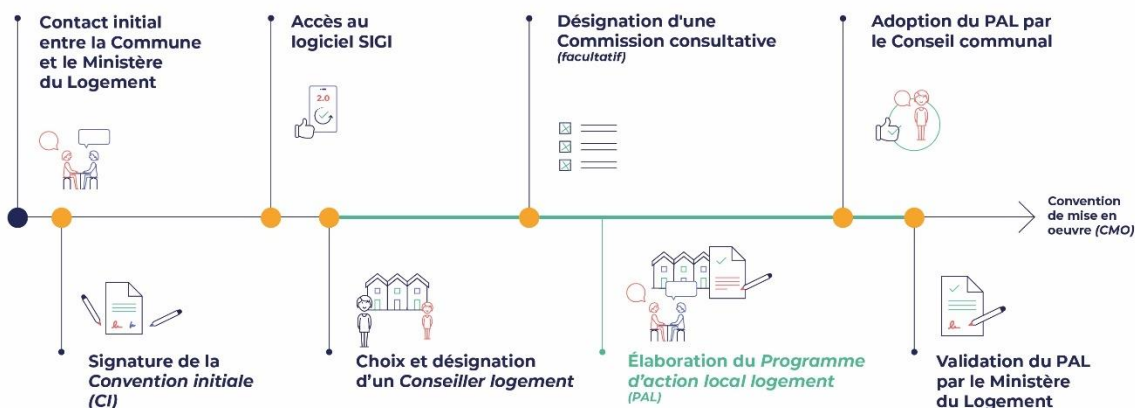 Contact initial
entre la Commune
et le Ministère
du Logement
Accès au
logiciel SIGI
2.0
Désignation d'une
Commission consultative
(facultatif)
Adoption du PAL par
le Conseil communal
Convention
de mise en
oeuvre (CMO)
Signature de la
Convention initiale
(CI)
Choix et désignation
d'un Conseiller logement
Élaboration du Programme
d'action local logement
(PAL)
Validation du PAL
par le Ministère
du Logement